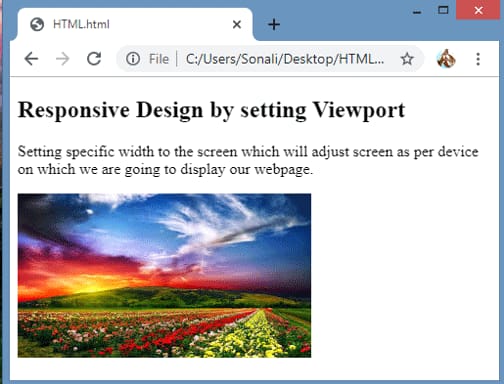 HTML.html
File | C:/Users/Sonali/Desktop/HTML...
Responsive Design by setting Viewport
Setting specific width to the screen which will adjust screen as per device
on which we are going to display our webpage.